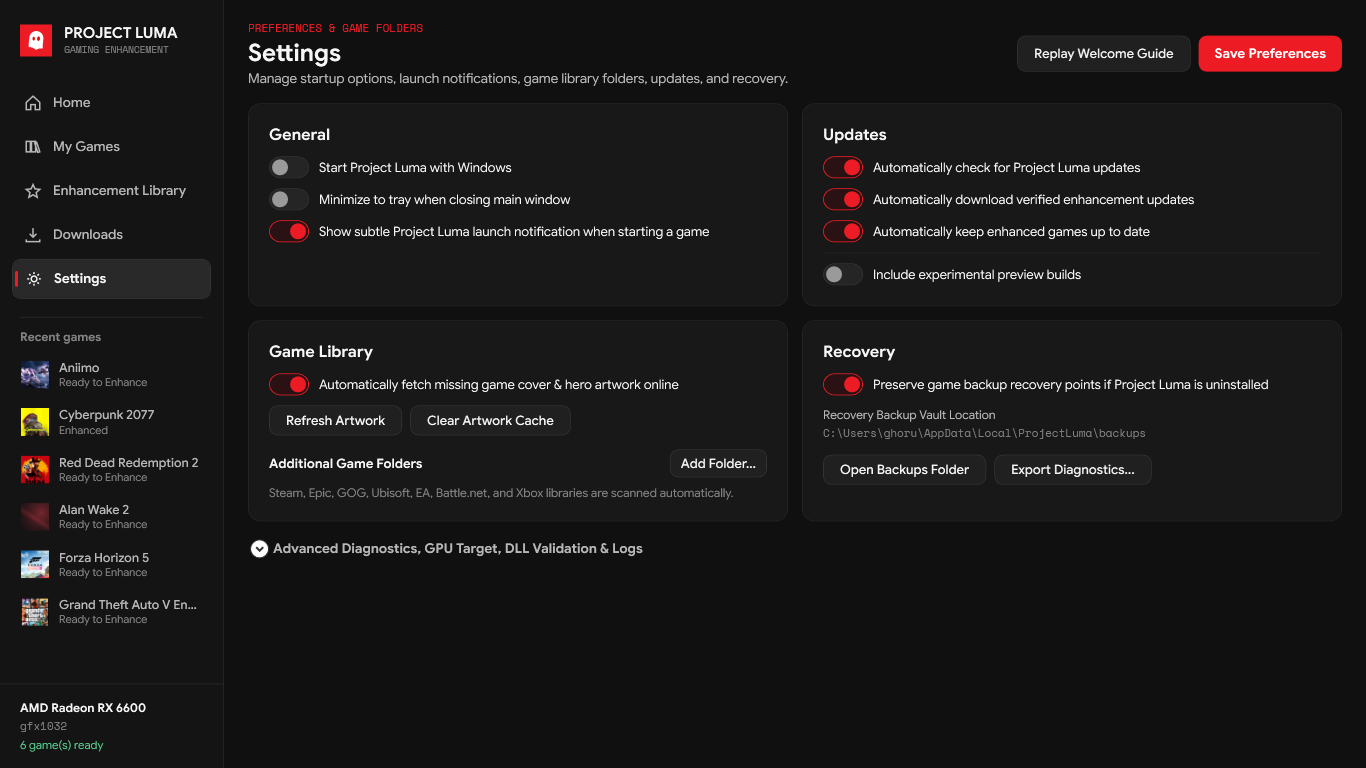 PROJECT LUMA
GAMING ENHANCEMENT
Home
My Games
Enhancement Library
Downloads
Settings
Recent games
Aniimo
Ready to Enhance
Cyberpunk 2077
Enhanced
Red Dead Redemption 2
Ready to Enhance
Alan Wake 2
Ready to Enhance
Forza Horizon 5
Ready to Enhance
Grand Theft Auto V En...
Ready to Enhance
AMD Radeon RX 6600
gfx1032
6 game(s) ready
PREFERENCES & GAME FOLDERS
Settings
Manage startup options, launch notifications, game library folders, updates, and recovery.
Replay Welcome Guide
Save Preferences
General
Start Project Luma with Windows
Minimize to tray when closing main window
Show subtle Project Luma launch notification when starting a game
Updates
Automatically check for Project Luma updates
Automatically download verified enhancement updates
Automatically keep enhanced games up to date
Include experimental preview builds
Game Library
Automatically fetch missing game cover & hero artwork online
Refresh Artwork
Clear Artwork Cache
Additional Game Folders
Add Folder...
Steam, Epic, GOG, Ubisoft, EA, Battle.net, and Xbox libraries are scanned automatically.
Recovery
Preserve game backup recovery points if Project Luma is uninstalled
Recovery Backup Vault Location
C:\Users\ghoru\AppData\Local\ProjectLuma\backups
Open Backups Folder
Export Diagnostics...
Advanced Diagnostics, GPU Target, DLL Validation & Logs